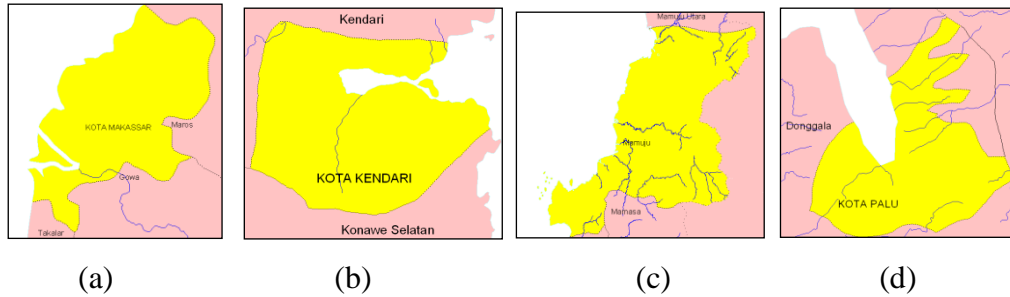 KOTA MAKASSAR
Maros
Gowa
Takalar
(a)
Kendari
KOTA KENDARI
Konawe Selatan
(b)
Mamuju Utara
Mamuju
Mamasa
(c)
Donggala
KOTA PALU
(d)